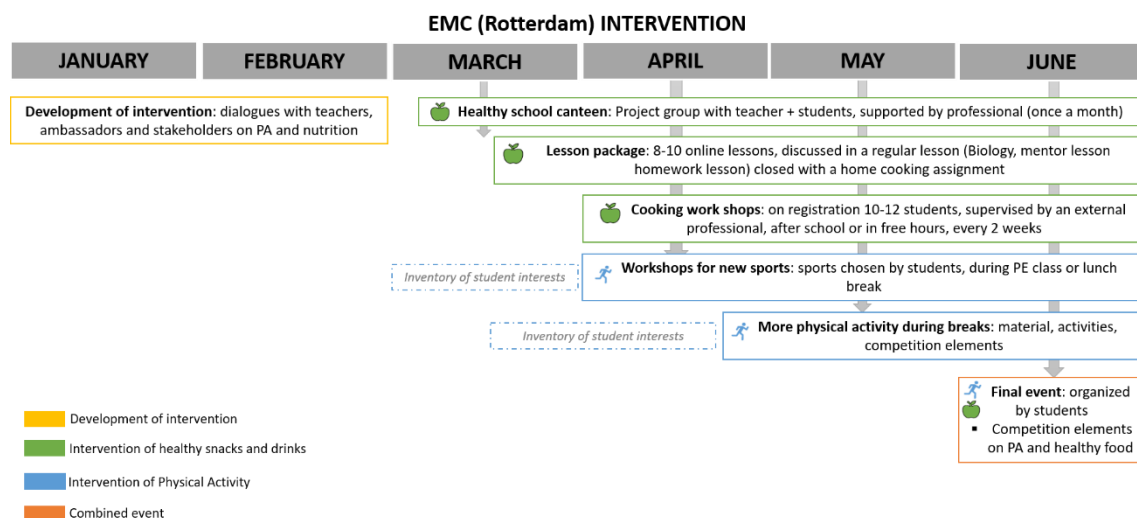 EMC (Rotterdam) INTERVENTION
JANUARY
FEBRUARY
MARCH
APRIL
MAY
JUNE
Development of intervention: dialogues with teachers,
ambassadors and stakeholders on PA and nutrition
Healthy school canteen: Project group with teacher + students, supported by professional (once a month)
Lesson package: 8-10 online lessons, discussed in a regular lesson (Biology, mentor lesson
homework lesson) closed with a home cooking assignment
Cooking work shops: on registration 10-12 students, supervised by an external
professional, after school or in free hours, every 2 weeks
Inventory of student interests
Workshops for new sports: sports chosen by students, during PE class or lunch
break
Inventory of student interests
More physical activity during breaks: material, activities,
competition elements
Final event: organized
by students
▪ Competition elements
on PA and healthy food
Development of intervention
Intervention of healthy snacks and drinks
Intervention of Physical Activity
Combined event